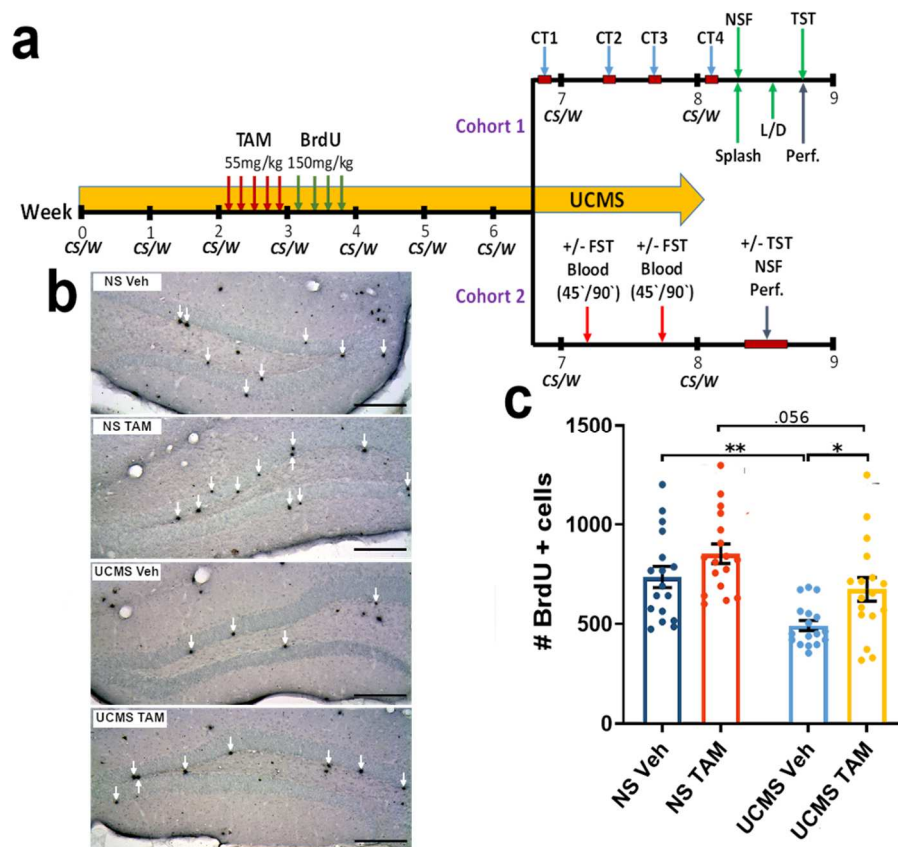 a
NSF TST
CT1 CT2 CT3 CT4
7 8 9
CS/W CS/W
Cohort 1
L/D
Splash Perf.
TAM BrdU
55mg/kg 150mg/kg
UCMS
Week
0 1 2 3 4 5 6
CS/W CS/W CS/W CS/W CS/W CS/W CS/W
+/- FST +/- FST +/- TST
Blood Blood NSF
(45`/90`) (45`/90`) Perf.
Cohort 2
7 8 9
CS/W CS/W
b
NS Veh
NS TAM
UCMS Veh
UCMS TAM
c
# BrdU + cells
1500
1000
500
0
.056
** *
NS Veh NS TAM UCMS Veh UCMS TAM